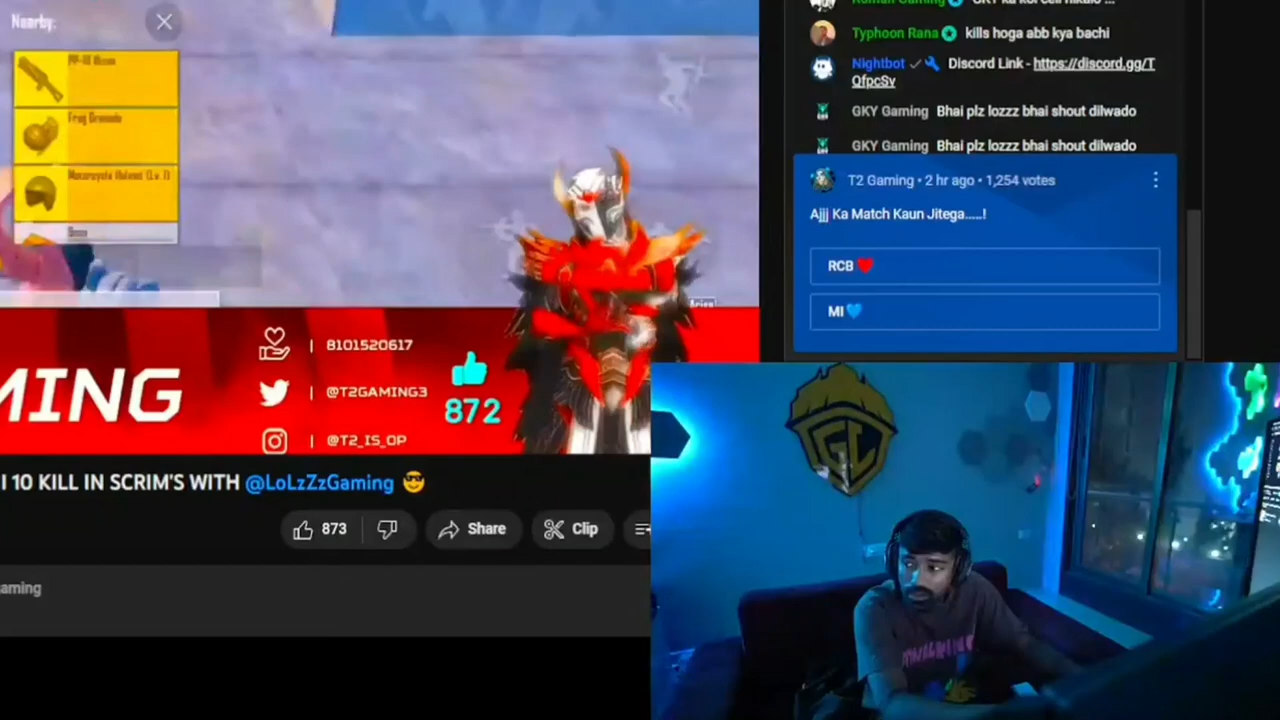 Nearby:
PP-19 Bizon
Frag Grenade
Motorcycle Helmet (Lv. 1)
MING
| 8101520617
| @T2GAMING3
| @T2_IS_OP
872
I 10 KILL IN SCRIM'S WITH @LoLzZzGaming
873
Share
Clip
aming
Typhoon Rana kills hoga abb kya bachi
Nightbot Discord Link - https://discord.gg/T
QfpcSv
GKY Gaming Bhai plz lozzz bhai shout dilwado
GKY Gaming Bhai plz lozzz bhai shout dilwado
T2 Gaming • 2 hr ago • 1,254 votes
Ajjj Ka Match Kaun Jitega.....!
RCB
MI
GL